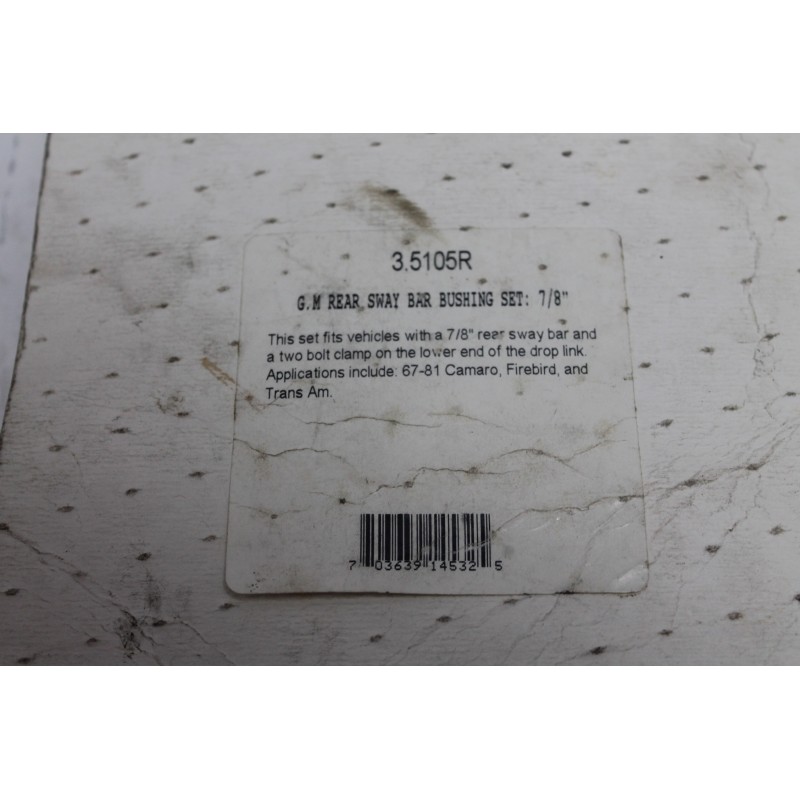 3.5105R
G.M REAR SWAY BAR BUSHING SET: 7/8"
This set fits vehicles with a 7/8" rear sway bar and
a two bolt clamp on the lower end of the drop link.
Applications include: 67-81 Camaro, Firebird, and
Trans Am.
7 03639 14532 5